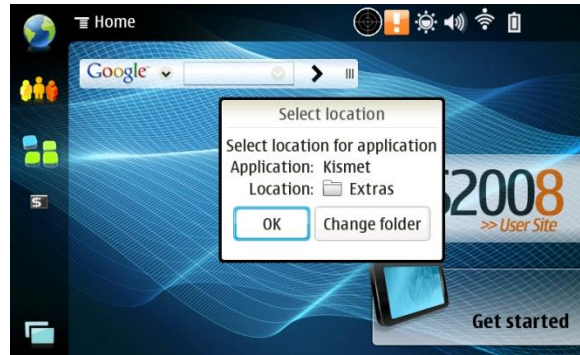 Home
Google
Select location
Select location for application
Application: Kismet
Location: Extras
OK Change folder
$
2008
>> User Site
Get started